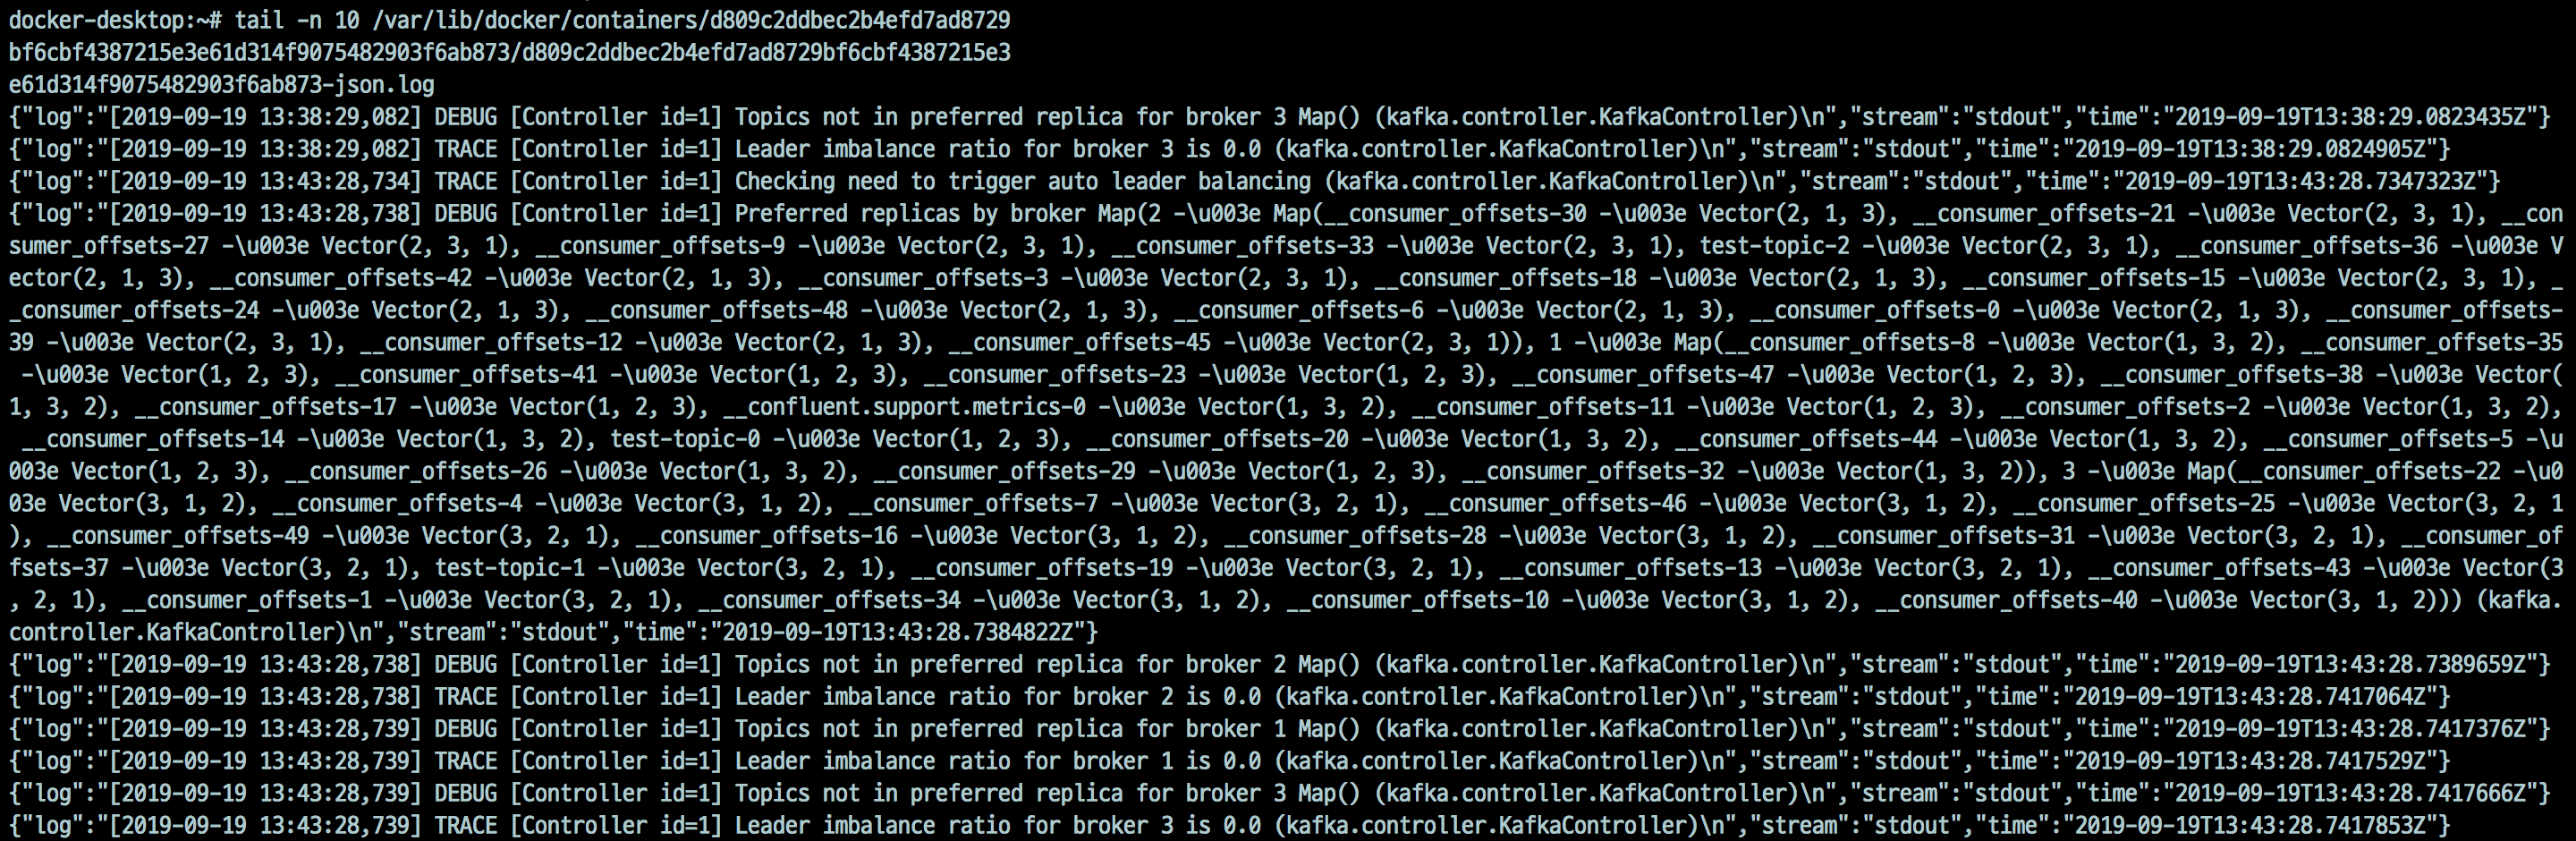 docker-desktop:~# tail -n 10 /var/lib/docker/containers/d809c2ddbec2b4efd7ad8729
bf6cbf4387215e3e61d314f9075482903f6ab873/d809c2ddbec2b4efd7ad8729bf6cbf4387215e3
e61d314f9075482903f6ab873-json.log
{"log":"[2019-09-19 13:38:29,082] DEBUG [Controller id=1] Topics not in preferred replica for broker 3 Map() (kafka.controller.KafkaController)\n","stream":"stdout","time":"2019-09-19T13:38:29.0823435Z"}
{"log":"[2019-09-19 13:38:29,082] TRACE [Controller id=1] Leader imbalance ratio for broker 3 is 0.0 (kafka.controller.KafkaController)\n","stream":"stdout","time":"2019-09-19T13:38:29.0824905Z"}
{"log":"[2019-09-19 13:43:28,734] TRACE [Controller id=1] Checking need to trigger auto leader balancing (kafka.controller.KafkaController)\n","stream":"stdout","time":"2019-09-19T13:43:28.7347323Z"}
{"log":"[2019-09-19 13:43:28,738] DEBUG [Controller id=1] Preferred replicas by broker Map(2 -\u003e Map(__consumer_offsets-30 -\u003e Vector(2, 1, 3), __consumer_offsets-21 -\u003e Vector(2, 3, 1), __con
sumer_offsets-27 -\u003e Vector(2, 3, 1), __consumer_offsets-9 -\u003e Vector(2, 3, 1), __consumer_offsets-33 -\u003e Vector(2, 3, 1), test-topic-2 -\u003e Vector(2, 3, 1), __consumer_offsets-36 -\u003e V
ector(2, 1, 3), __consumer_offsets-42 -\u003e Vector(2, 1, 3), __consumer_offsets-3 -\u003e Vector(2, 3, 1), __consumer_offsets-18 -\u003e Vector(2, 1, 3), __consumer_offsets-15 -\u003e Vector(2, 3, 1), _
_consumer_offsets-24 -\u003e Vector(2, 1, 3), __consumer_offsets-48 -\u003e Vector(2, 1, 3), __consumer_offsets-6 -\u003e Vector(2, 1, 3), __consumer_offsets-0 -\u003e Vector(2, 1, 3), __consumer_offsets-
39 -\u003e Vector(2, 3, 1), __consumer_offsets-12 -\u003e Vector(2, 1, 3), __consumer_offsets-45 -\u003e Vector(2, 3, 1)), 1 -\u003e Map(__consumer_offsets-8 -\u003e Vector(1, 3, 2), __consumer_offsets-35
 -\u003e Vector(1, 2, 3), __consumer_offsets-41 -\u003e Vector(1, 2, 3), __consumer_offsets-23 -\u003e Vector(1, 2, 3), __consumer_offsets-47 -\u003e Vector(1, 2, 3), __consumer_offsets-38 -\u003e Vector(
1, 3, 2), __consumer_offsets-17 -\u003e Vector(1, 2, 3), __confluent.support.metrics-0 -\u003e Vector(1, 3, 2), __consumer_offsets-11 -\u003e Vector(1, 2, 3), __consumer_offsets-2 -\u003e Vector(1, 3, 2),
 __consumer_offsets-14 -\u003e Vector(1, 3, 2), test-topic-0 -\u003e Vector(1, 2, 3), __consumer_offsets-20 -\u003e Vector(1, 3, 2), __consumer_offsets-44 -\u003e Vector(1, 3, 2), __consumer_offsets-5 -\u
003e Vector(1, 2, 3), __consumer_offsets-26 -\u003e Vector(1, 3, 2), __consumer_offsets-29 -\u003e Vector(1, 2, 3), __consumer_offsets-32 -\u003e Vector(1, 3, 2)), 3 -\u003e Map(__consumer_offsets-22 -\u0
03e Vector(3, 1, 2), __consumer_offsets-4 -\u003e Vector(3, 1, 2), __consumer_offsets-7 -\u003e Vector(3, 2, 1), __consumer_offsets-46 -\u003e Vector(3, 1, 2), __consumer_offsets-25 -\u003e Vector(3, 2, 1
), __consumer_offsets-49 -\u003e Vector(3, 2, 1), __consumer_offsets-16 -\u003e Vector(3, 1, 2), __consumer_offsets-28 -\u003e Vector(3, 1, 2), __consumer_offsets-31 -\u003e Vector(3, 2, 1), __consumer_of
fsets-37 -\u003e Vector(3, 2, 1), test-topic-1 -\u003e Vector(3, 2, 1), __consumer_offsets-19 -\u003e Vector(3, 2, 1), __consumer_offsets-13 -\u003e Vector(3, 2, 1), __consumer_offsets-43 -\u003e Vector(3
, 2, 1), __consumer_offsets-1 -\u003e Vector(3, 2, 1), __consumer_offsets-34 -\u003e Vector(3, 1, 2), __consumer_offsets-10 -\u003e Vector(3, 1, 2), __consumer_offsets-40 -\u003e Vector(3, 1, 2))) (kafka.
controller.KafkaController)\n","stream":"stdout","time":"2019-09-19T13:43:28.7384822Z"}
{"log":"[2019-09-19 13:43:28,738] DEBUG [Controller id=1] Topics not in preferred replica for broker 2 Map() (kafka.controller.KafkaController)\n","stream":"stdout","time":"2019-09-19T13:43:28.7389659Z"}
{"log":"[2019-09-19 13:43:28,738] TRACE [Controller id=1] Leader imbalance ratio for broker 2 is 0.0 (kafka.controller.KafkaController)\n","stream":"stdout","time":"2019-09-19T13:43:28.7417064Z"}
{"log":"[2019-09-19 13:43:28,739] DEBUG [Controller id=1] Topics not in preferred replica for broker 1 Map() (kafka.controller.KafkaController)\n","stream":"stdout","time":"2019-09-19T13:43:28.7417376Z"}
{"log":"[2019-09-19 13:43:28,739] TRACE [Controller id=1] Leader imbalance ratio for broker 1 is 0.0 (kafka.controller.KafkaController)\n","stream":"stdout","time":"2019-09-19T13:43:28.7417529Z"}
{"log":"[2019-09-19 13:43:28,739] DEBUG [Controller id=1] Topics not in preferred replica for broker 3 Map() (kafka.controller.KafkaController)\n","stream":"stdout","time":"2019-09-19T13:43:28.7417666Z"}
{"log":"[2019-09-19 13:43:28,739] TRACE [Controller id=1] Leader imbalance ratio for broker 3 is 0.0 (kafka.controller.KafkaController)\n","stream":"stdout","time":"2019-09-19T13:43:28.7417853Z"}